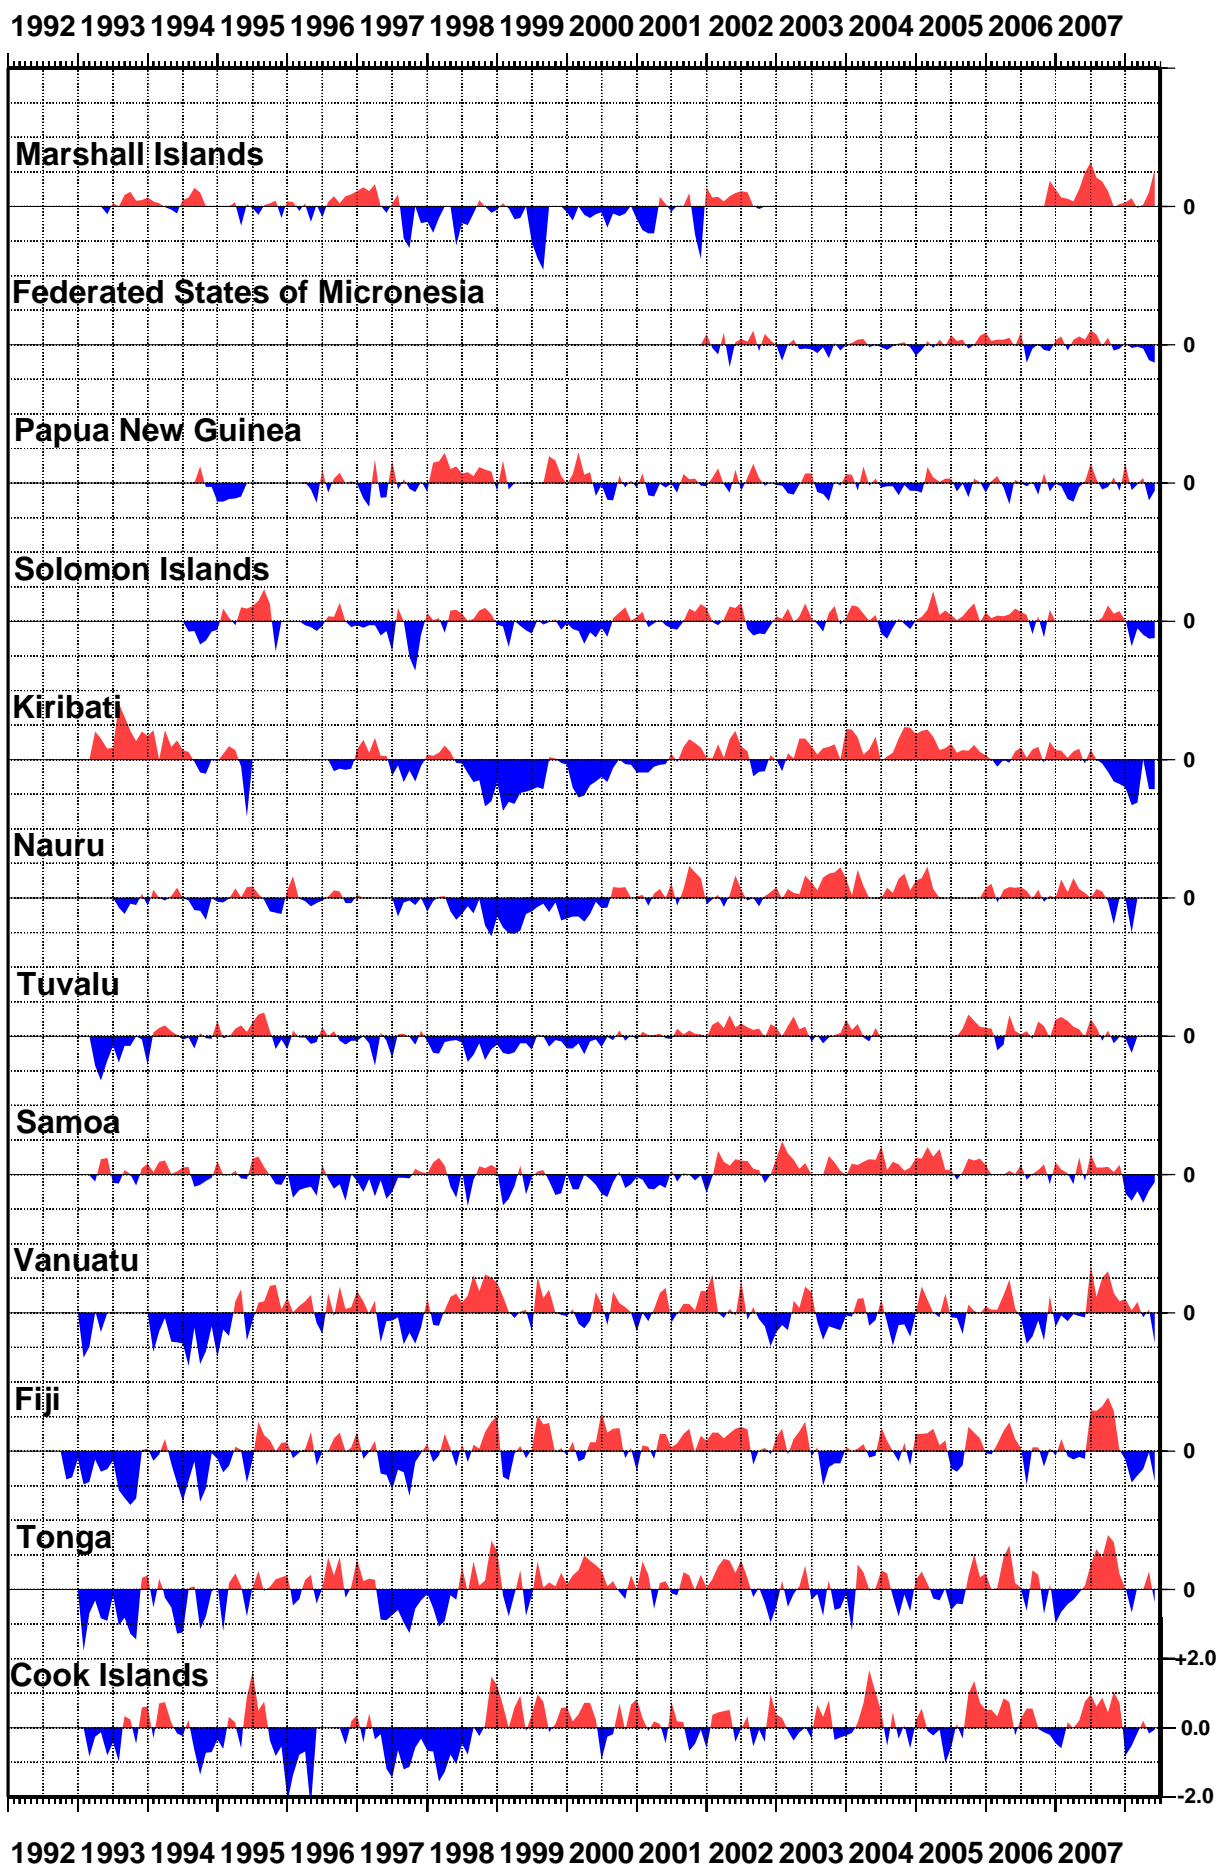 1992 1993 1994 1995 1996 1997 1998 1999 2000 2001 2002 2003 2004 2005 2006 2007
Marshall Islands
0
Federated States of Micronesia
0
Papua New Guinea
0
Solomon Islands
0
Kiribati
0
Nauru
0
Tuvalu
0
Samoa
0
Vanuatu
0
Fiji
0
Tonga
0
+2.0
Cook Islands
0.0
-2.0
1992 1993 1994 1995 1996 1997 1998 1999 2000 2001 2002 2003 2004 2005 2006 2007